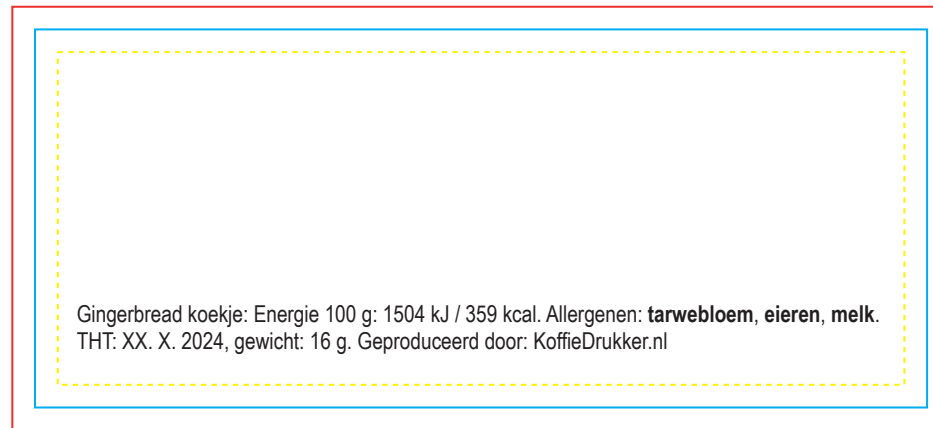 Gingerbread koekje: Energie 100 g: 1504 kJ / 359 kcal. Allergenen: tarwebloem, eieren, melk.
THT: XX. X. 2024, gewicht: 16 g. Geproduceerd door: KoffieDrukker.nl